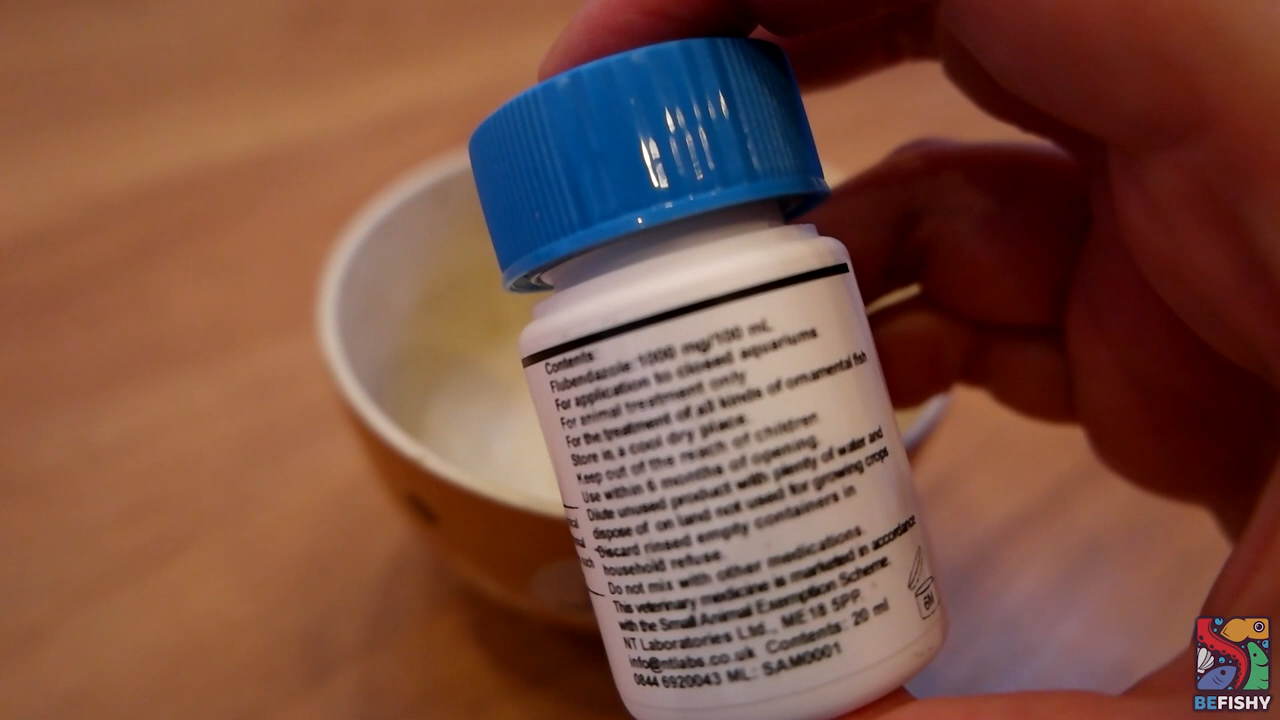 Contents:
Flubendazole: 1000 mg/100 mL
For application to closed aquariums
For animal treatment only
For the treatment of all kinds of ornamental fish
Store in a cool dry place.
Keep out of the reach of children
Use within 6 months of opening.
Dilute unused product with plenty of water and
dispose of on land not used for growing crops
Discard rinsed empty containers in
household refuse.
Do not mix with other medications.
This veterinary medicine is marketed in accordance
with the Small Animal Exemption Scheme.
NT Laboratories Ltd., ME18 5PP.
info@ntlabs.co.uk Contents: 20 ml
0844 6920043 ML: SAM0001
6M
BEFISHY